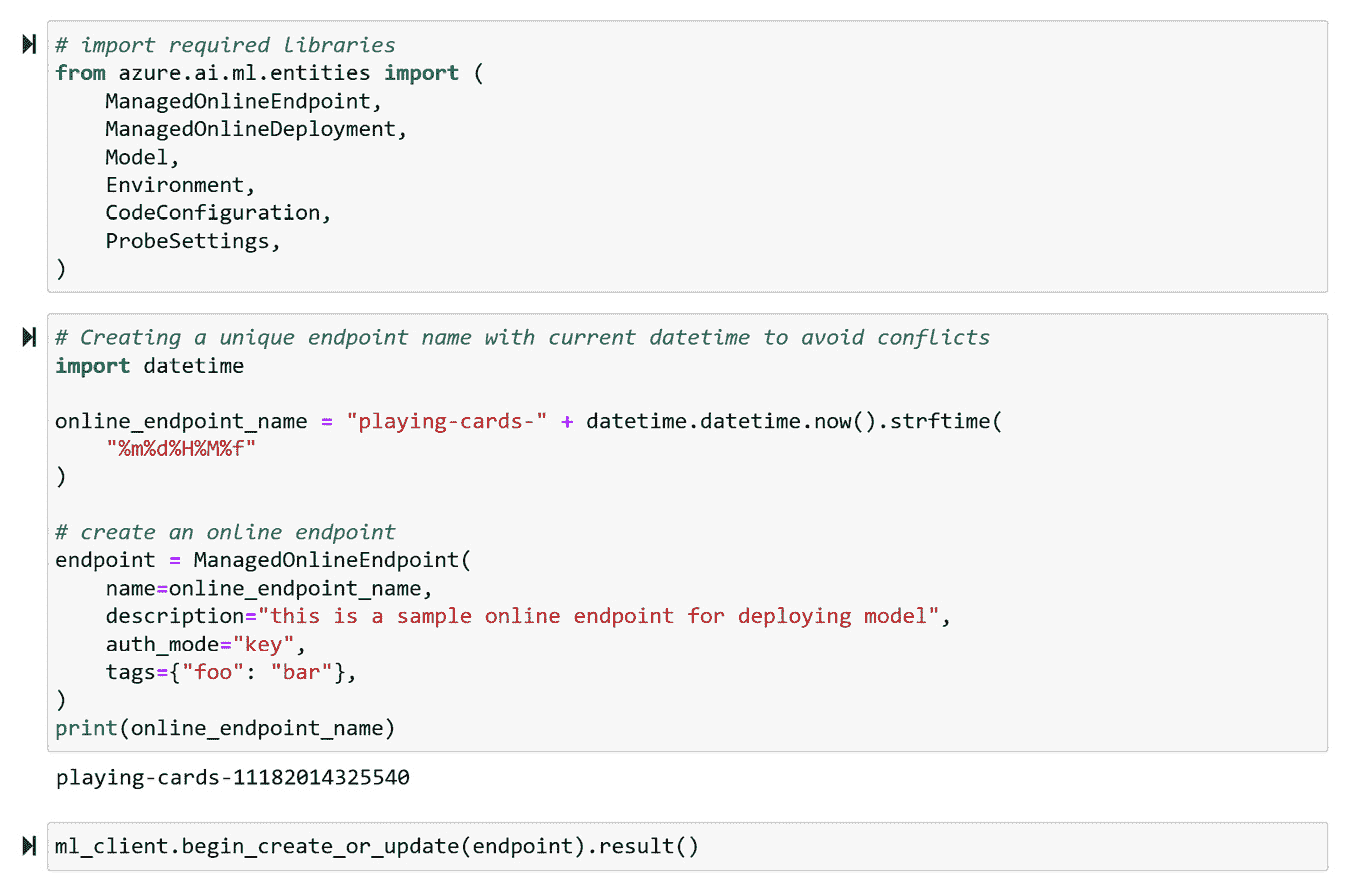 # import required libraries
from azure.ai.ml.entities import (
    ManagedOnlineEndpoint,
    ManagedOnlineDeployment,
    Model,
    Environment,
    CodeConfiguration,
    ProbeSettings,
)
# Creating a unique endpoint name with current datetime to avoid conflicts
import datetime
online_endpoint_name = "playing-cards-" + datetime.datetime.now().strftime(
    "%m%d%H%M%f"
)
# create an online endpoint
endpoint = ManagedOnlineEndpoint(
    name=online_endpoint_name,
    description="this is a sample online endpoint for deploying model",
    auth_mode="key",
    tags={"foo": "bar"},
)
print(online_endpoint_name)
playing-cards-11182014325540
ml_client.begin_create_or_update(endpoint).result()